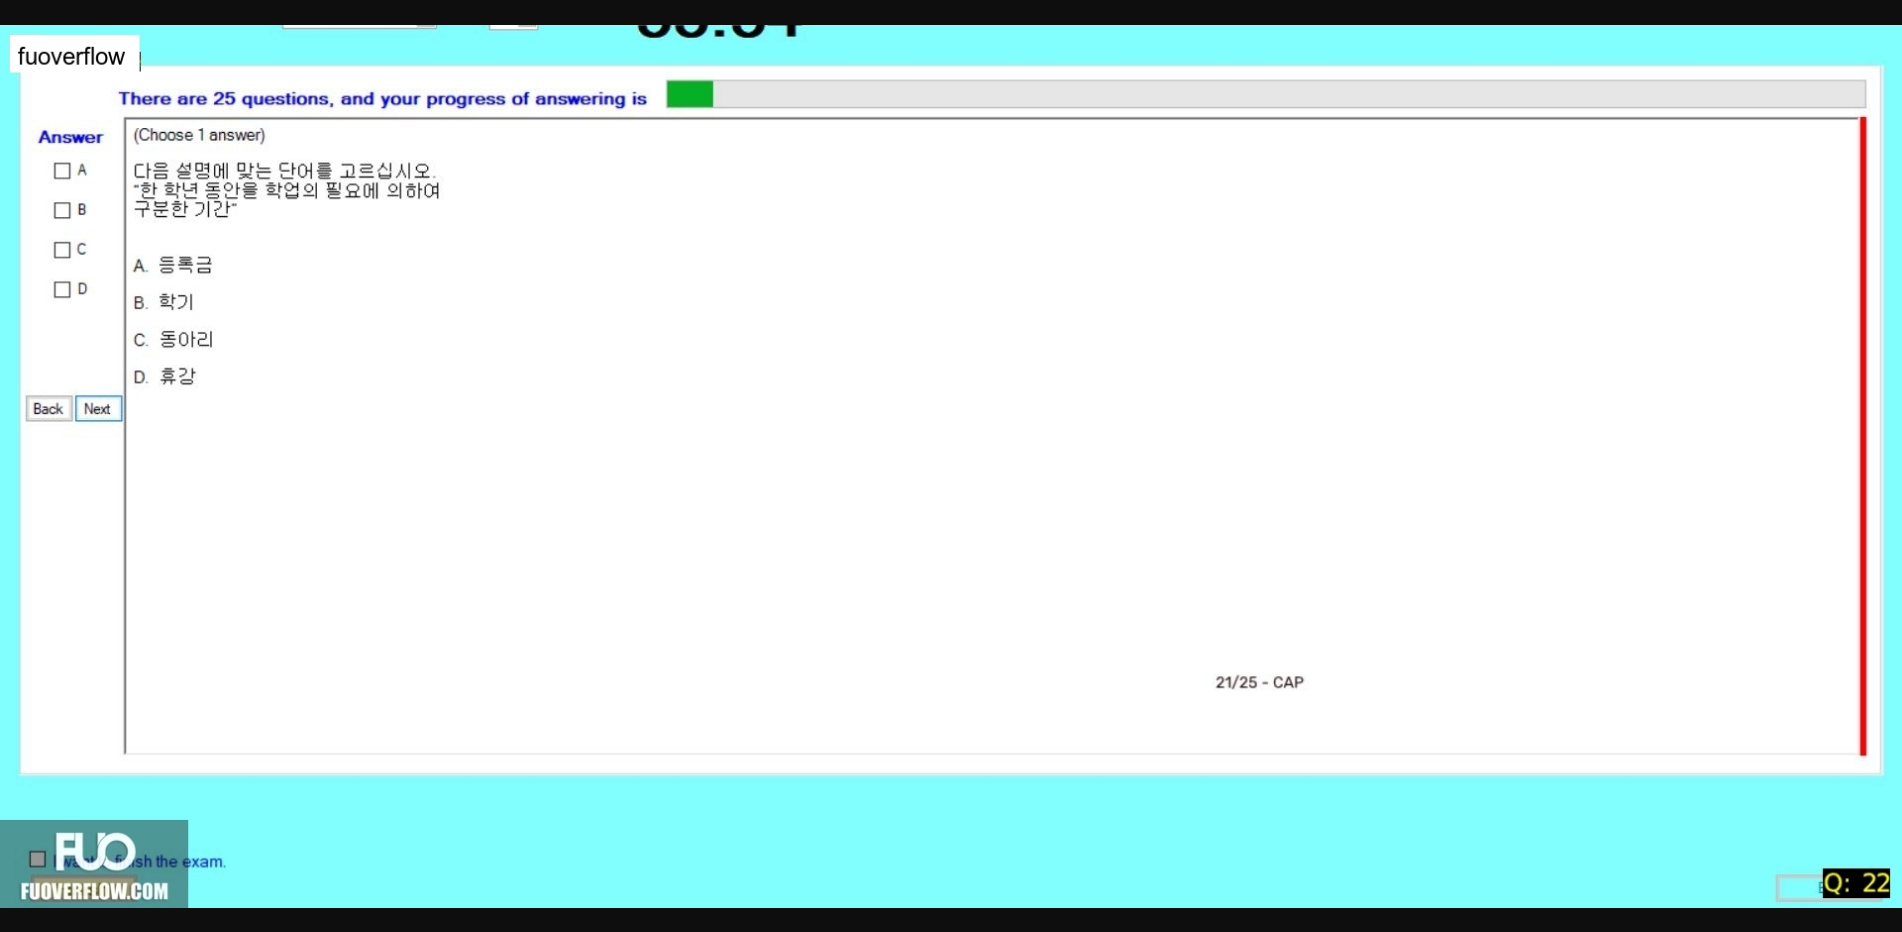 fuoverflow
There are 25 questions, and your progress of answering is
Answer
(Choose 1 answer)
A
B
C
D
다음 설명에 맞는 단어를 고르십시오.
"한 학년 동안을 학업의 필요에 의하여
구분한 기간"
A. 등록금
B. 학기
C. 동아리
D. 휴강
Back
Next
21/25 - CAP
FUO
sh the exam.
FUOVERFLOW.COM
Q: 22